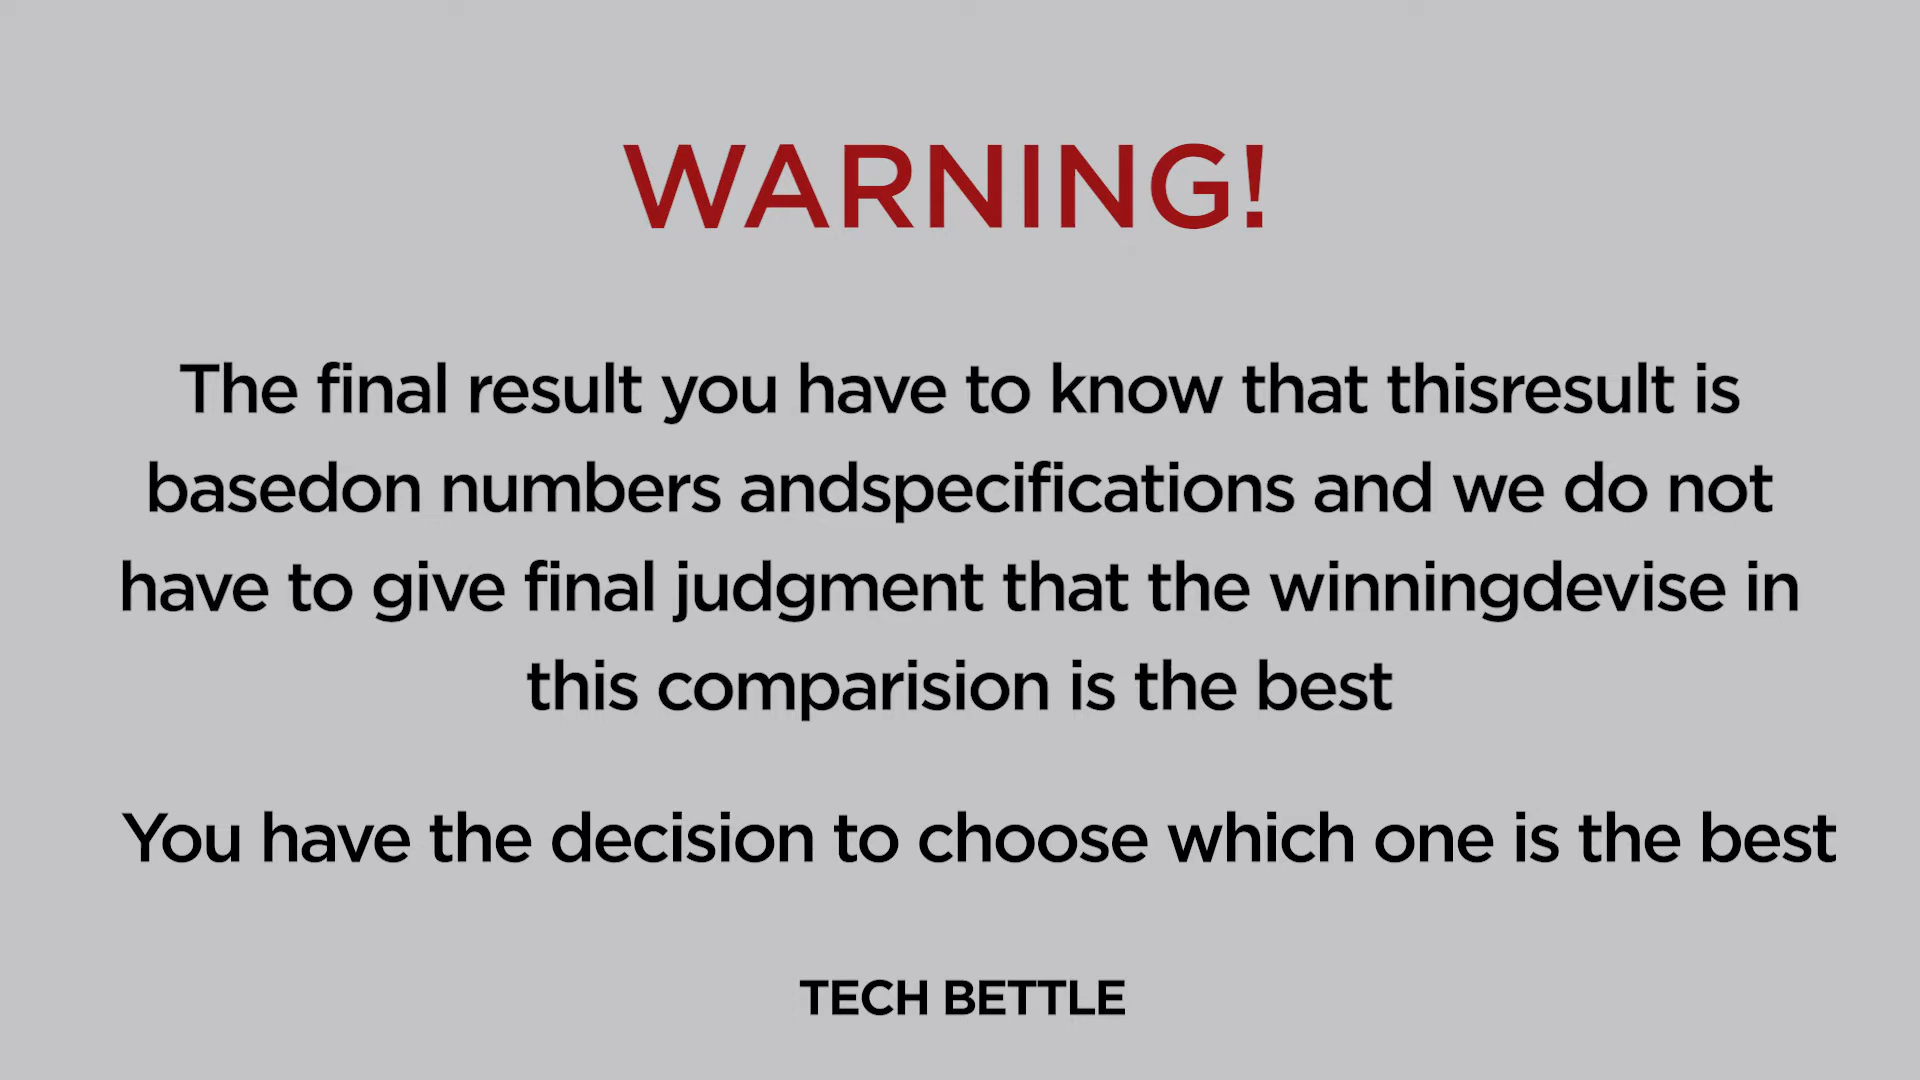 WARNING!
The final result you have to know that thisresult is
basedon numbers andspecifications and we do not
have to give final judgment that the winningdevise in
this comparision is the best
You have the decision to choose which one is the best
TECH BETTLE